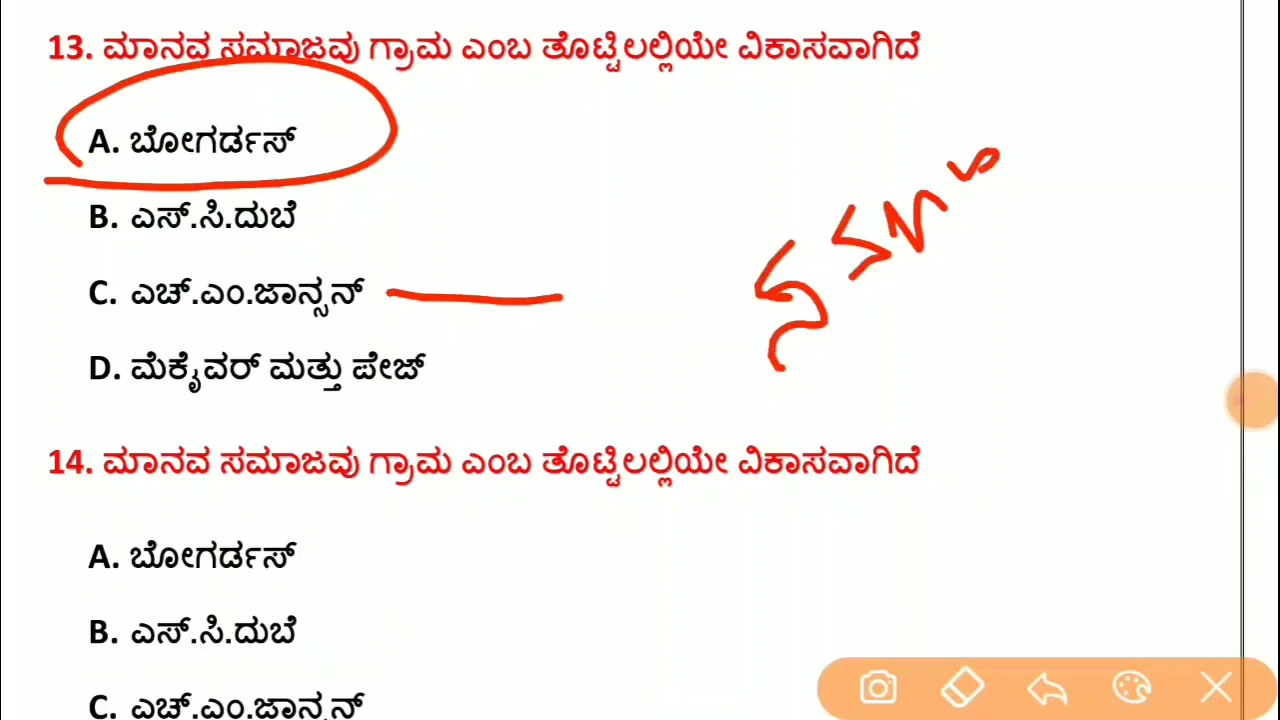 13. ಮಾನವ ಸಮಾಜವು ಗ್ರಾಮ ಎಂಬ ತೊಟ್ಟಿಲಲ್ಲಿಯೇ ವಿಕಾಸವಾಗಿದೆ
A. ಬೋಗರ್ಡಸ್
B. ಎಸ್.ಸಿ.ದುಬೆ
C. ಎಚ್.ಎಂ.ಜಾನ್ಸನ್
D. ಮೆಕೈವರ್ ಮತ್ತು ಪೇಜ್
14. ಮಾನವ ಸಮಾಜವು ಗ್ರಾಮ ಎಂಬ ತೊಟ್ಟಿಲಲ್ಲಿಯೇ ವಿಕಾಸವಾಗಿದೆ
A. ಬೋಗರ್ಡಸ್
B. ಎಸ್.ಸಿ.ದುಬೆ
C. ಎಚ್.ಎಂ.ಜಾನ್ಸನ್